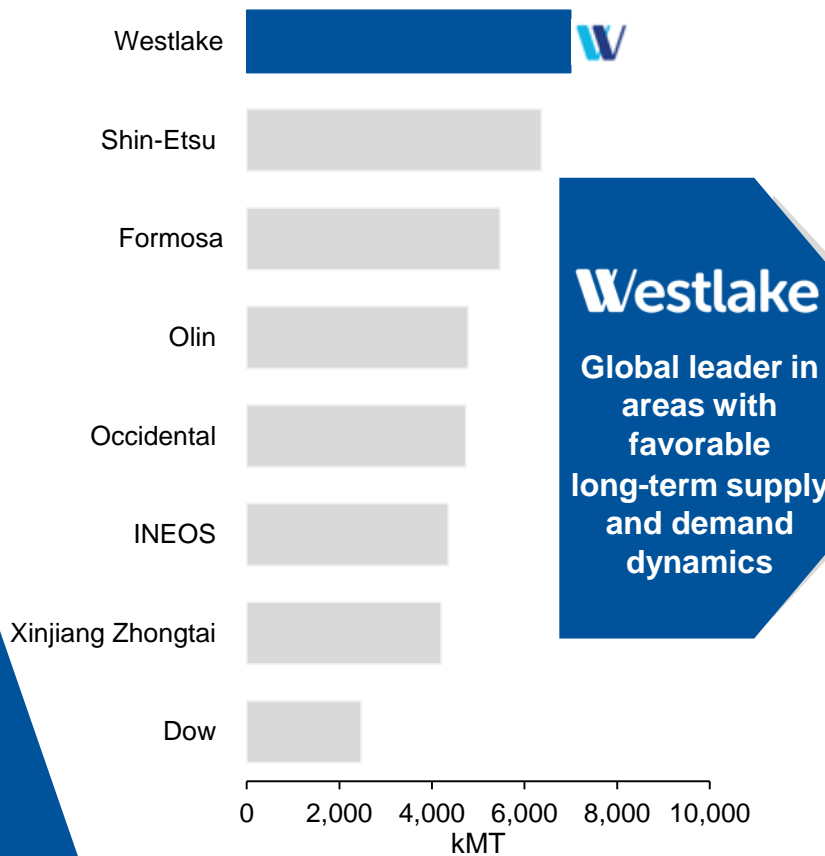 Westlake
Shin-Etsu
Formosa
Olin
Occidental
INEOS
Xinjiang Zhongtai
Dow
0 2,000 4,000 6,000 8,000 10,000
kMT
Westlake
Global leader in
areas with
favorable
long-term supply
and demand
dynamics